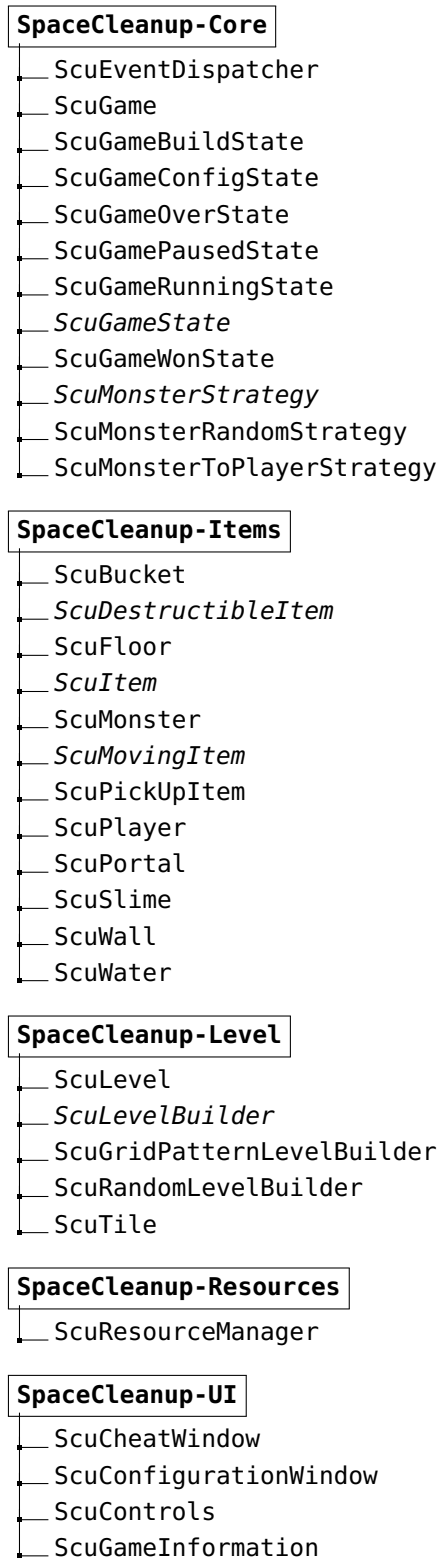 SpaceCleanup-Core
ScuEventDispatcher
ScuGame
ScuGameBuildState
ScuGameConfigState
ScuGameOverState
ScuGamePausedState
ScuGameRunningState
ScuGameState
ScuGameWonState
ScuMonsterStrategy
ScuMonsterRandomStrategy
ScuMonsterToPlayerStrategy
SpaceCleanup-Items
ScuBucket
ScuDestructibleItem
ScuFloor
ScuItem
ScuMonster
ScuMovingItem
ScuPickUpItem
ScuPlayer
ScuPortal
ScuSlime
ScuWall
ScuWater
SpaceCleanup-Level
ScuLevel
ScuLevelBuilder
ScuGridPatternLevelBuilder
ScuRandomLevelBuilder
ScuTile
SpaceCleanup-Resources
ScuResourceManager
SpaceCleanup-UI
ScuCheatWindow
ScuConfigurationWindow
ScuControls
ScuGameInformation